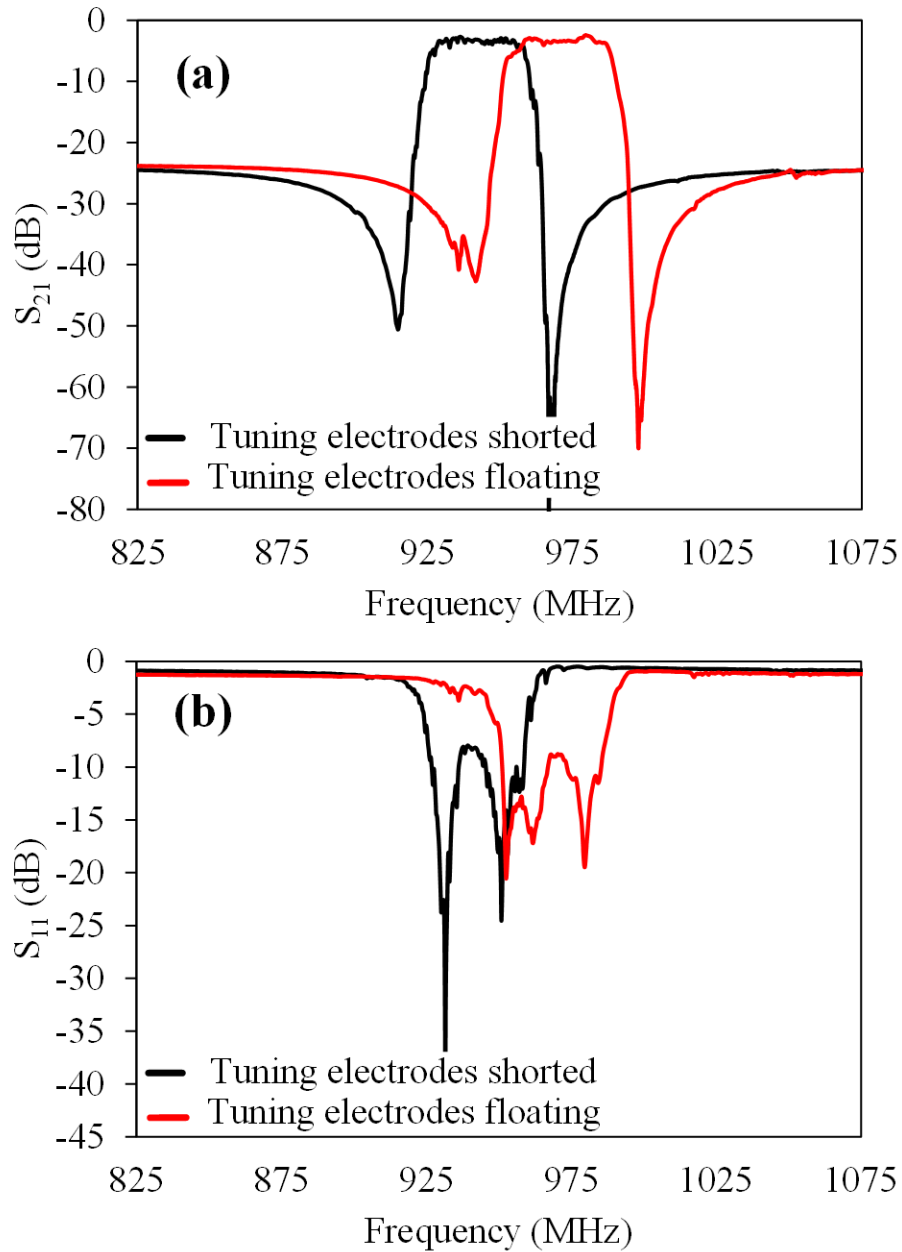 0
-10
-20
-30
-40
-50
-60
-70
-80
S21 (dB)
(a)
Tuning electrodes shorted
Tuning electrodes floating
825 875 925 975 1025 1075
Frequency (MHz)
0
-5
-10
-15
-20
-25
-30
-35
-40
-45
S11 (dB)
(b)
Tuning electrodes shorted
Tuning electrodes floating
825 875 925 975 1025 1075
Frequency (MHz)